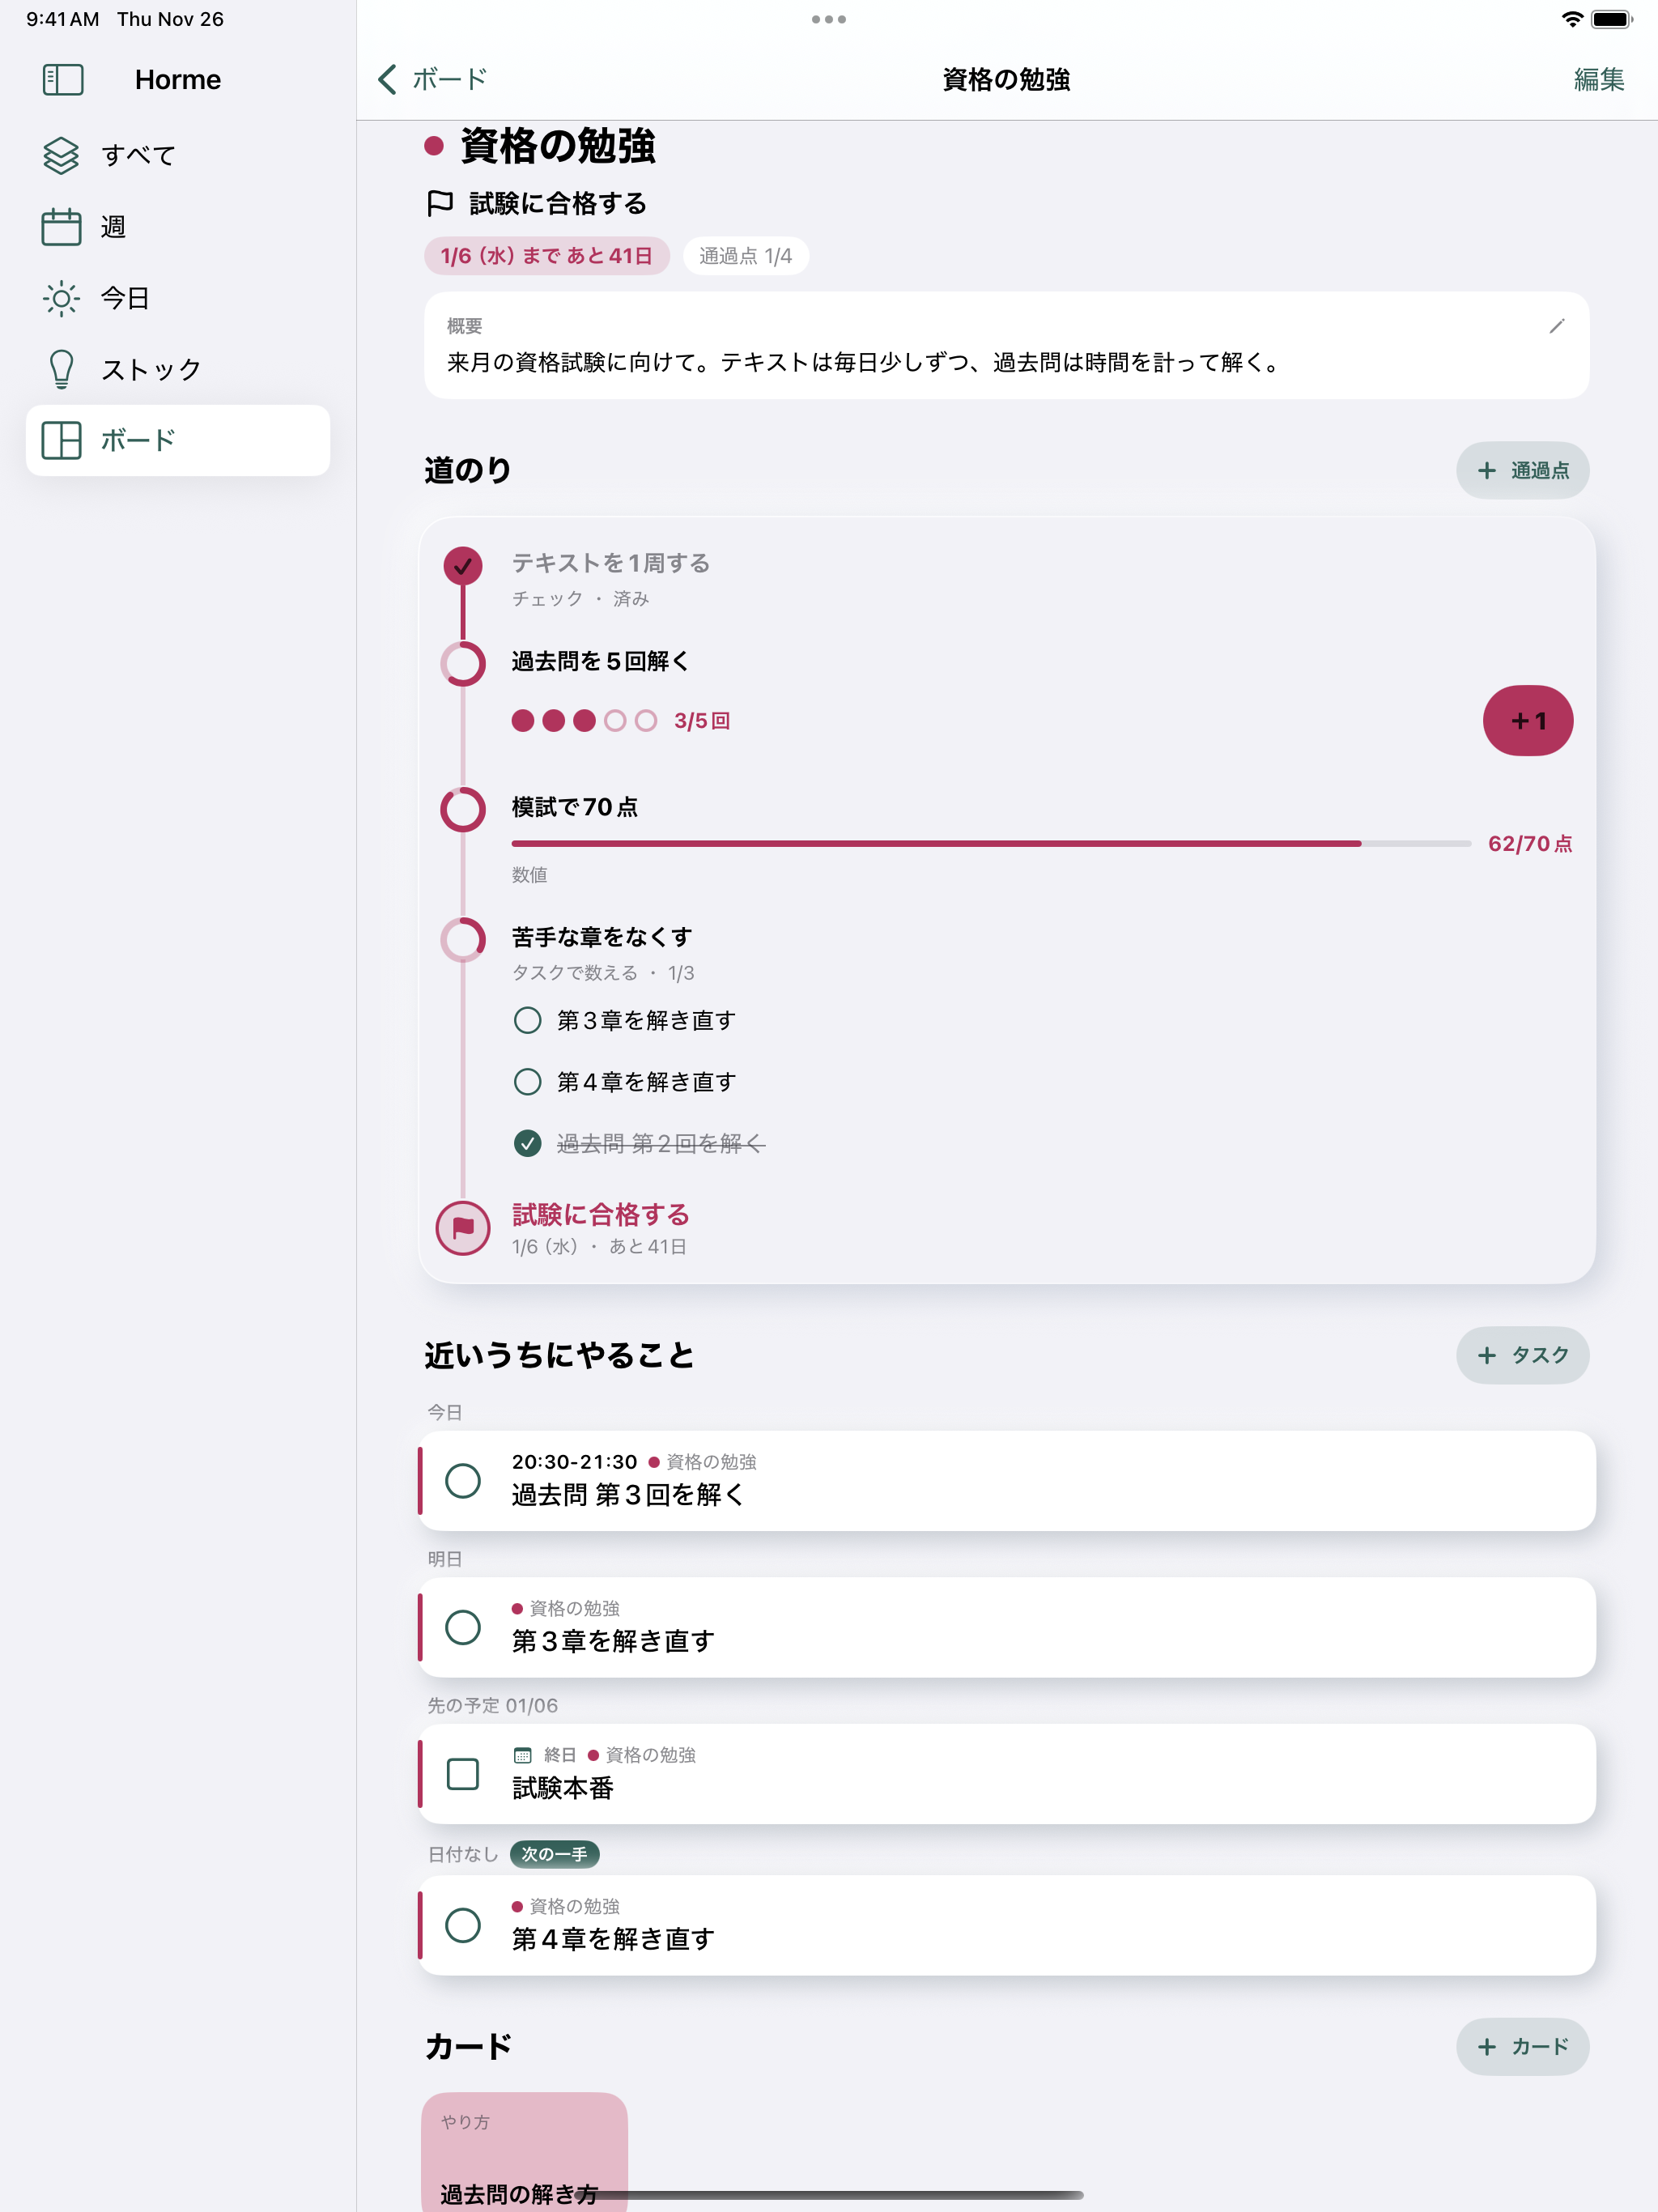 9:41 AM Thu Nov 26
Horme
すべて
週
今日
ストック
ボード
ボード
資格の勉強
編集
資格の勉強
試験に合格する
1/6（水）まで あと41日
通過点 1/4
概要
来月の資格試験に向けて。テキストは毎日少しずつ、過去問は時間を計って解く。
道のり
+ 通過点
テキストを1周する
チェック ・ 済み
過去問を5回解く
3/5回
+1
模試で70点
62/70点
数値
苦手な章をなくす
タスクで数える ・ 1/3
第3章を解き直す
第4章を解き直す
過去問 第2回を解く
試験に合格する
1/6（水）・ あと41日
近いうちにやること
+ タスク
今日
20:30-21:30 資格の勉強
過去問 第3回を解く
明日
資格の勉強
第3章を解き直す
先の予定 01/06
終日 資格の勉強
試験本番
日付なし 次の一手
資格の勉強
第4章を解き直す
カード
+ カード
やり方
過去問の解き方